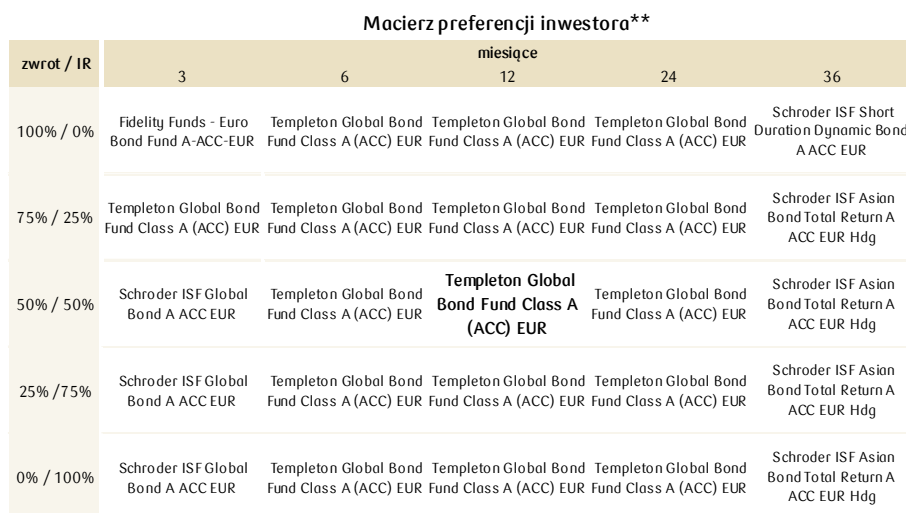 Macierz preferencji inwestora**
zwrot / IR
miesiące
3 6 12 24 36
100% / 0%
Fidelity Funds - Euro
Bond Fund A-ACC-EUR
Templeton Global Bond
Fund Class A (ACC) EUR
Templeton Global Bond
Fund Class A (ACC) EUR
Templeton Global Bond
Fund Class A (ACC) EUR
Schroder ISF Short
Duration Dynamic Bond
A ACC EUR
75% / 25%
Templeton Global Bond
Fund Class A (ACC) EUR
Templeton Global Bond
Fund Class A (ACC) EUR
Templeton Global Bond
Fund Class A (ACC) EUR
Templeton Global Bond
Fund Class A (ACC) EUR
Schroder ISF Asian
Bond Total Return A
ACC EUR Hdg
50% / 50%
Schroder ISF Global
Bond A ACC EUR
Templeton Global Bond
Fund Class A (ACC) EUR
Templeton Global
Bond Fund Class A
(ACC) EUR
Templeton Global Bond
Fund Class A (ACC) EUR
Schroder ISF Asian
Bond Total Return A
ACC EUR Hdg
25% /75%
Schroder ISF Global
Bond A ACC EUR
Templeton Global Bond
Fund Class A (ACC) EUR
Templeton Global Bond
Fund Class A (ACC) EUR
Templeton Global Bond
Fund Class A (ACC) EUR
Schroder ISF Asian
Bond Total Return A
ACC EUR Hdg
0% / 100%
Schroder ISF Global
Bond A ACC EUR
Templeton Global Bond
Fund Class A (ACC) EUR
Templeton Global Bond
Fund Class A (ACC) EUR
Templeton Global Bond
Fund Class A (ACC) EUR
Schroder ISF Asian
Bond Total Return A
ACC EUR Hdg